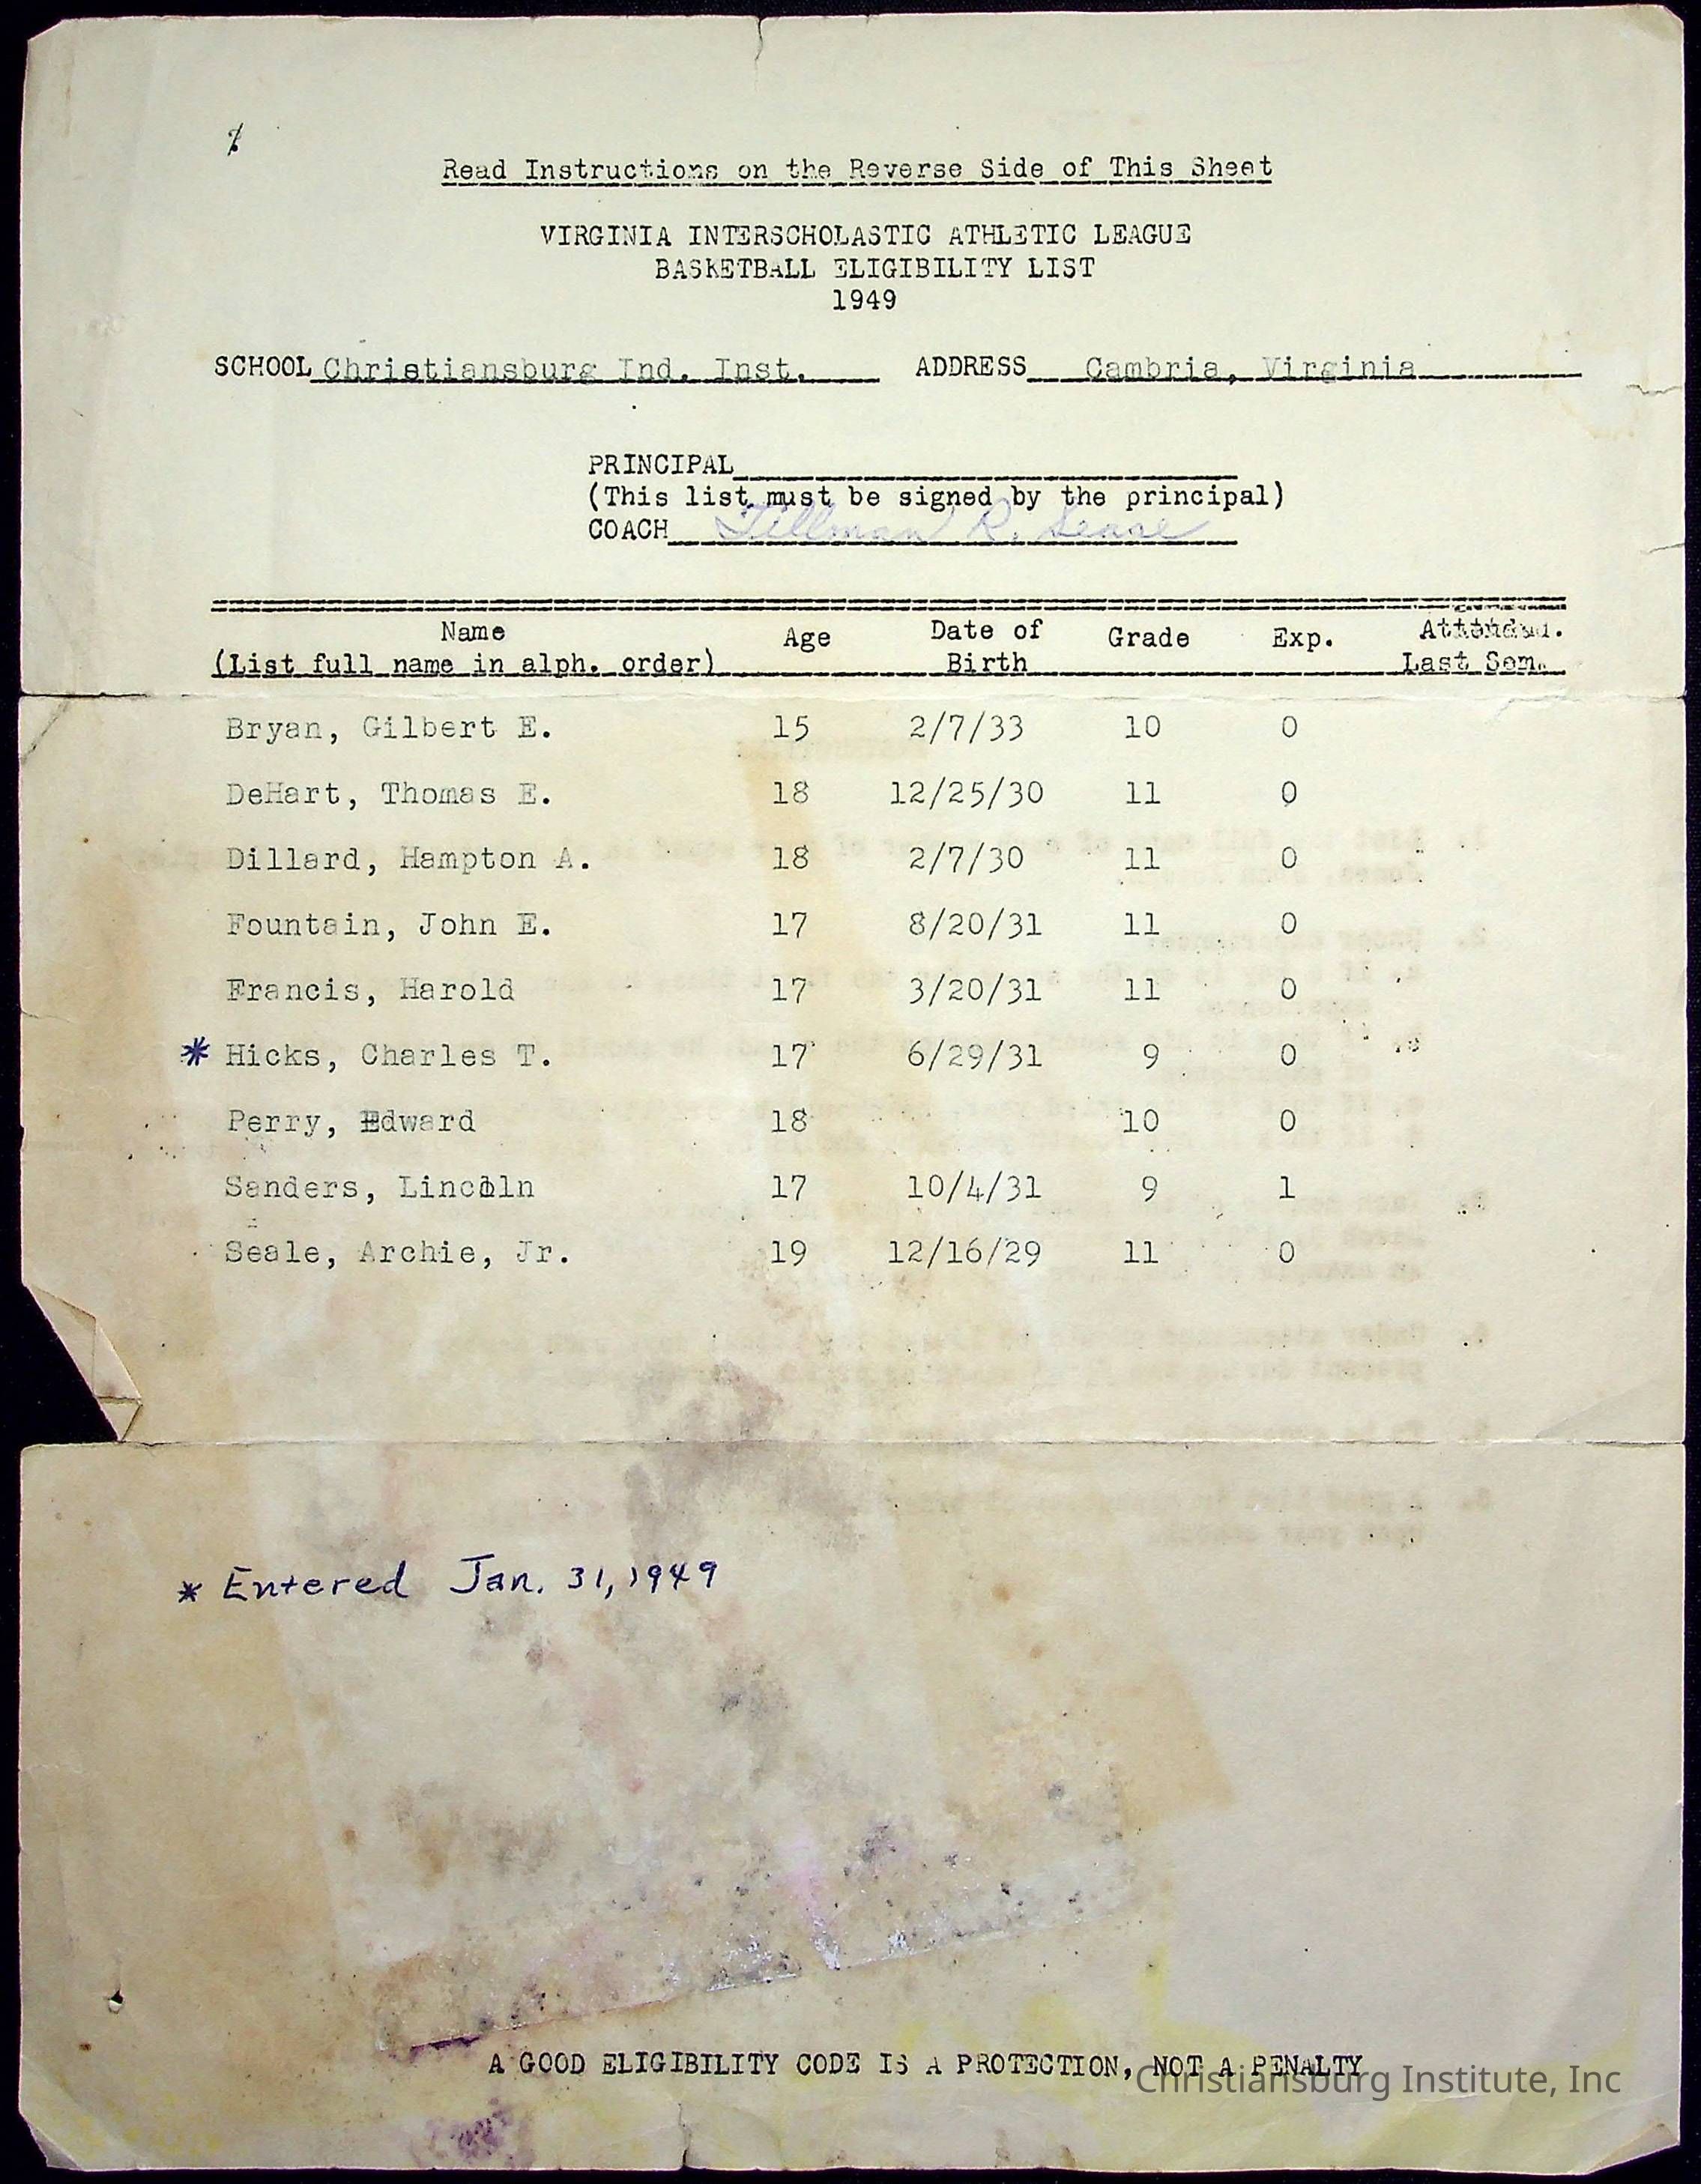 Read Instructions on the Reverse Side of This Sheet
VIRGINIA INTERSCHOLASTIC ATHLETIC LEAGUE
BASKETBALL ELIGIBILITY LIST
1949
SCHOOL Christiansburg Ind. Inst. ADDRESS Cambria, Virginia
PRINCIPAL
(This list must be signed by the principal)
COACH Tillman R. Sease
Name Age Date of Grade Exp. Attendan.
(List full name in alph. order) Birth Last Sem.
Bryan, Gilbert E. 15 2/7/33 10 0
DeHart, Thomas E. 18 12/25/30 11 0
Dillard, Hampton A. 18 2/7/30 11 0
Fountain, John E. 17 8/20/31 11 0
Francis, Harold 17 3/20/31 11 0
* Hicks, Charles T. 17 6/29/31 9 0
Perry, Edward 18 10 0
Sanders, Lincoln 17 10/4/31 9 1
Seale, Archie, Jr. 19 12/16/29 11 0
* Entered Jan. 31, 1949
A GOOD ELIGIBILITY CODE IS A PROTECTION, NOT A PENALTY
Christiansburg Institute, Inc